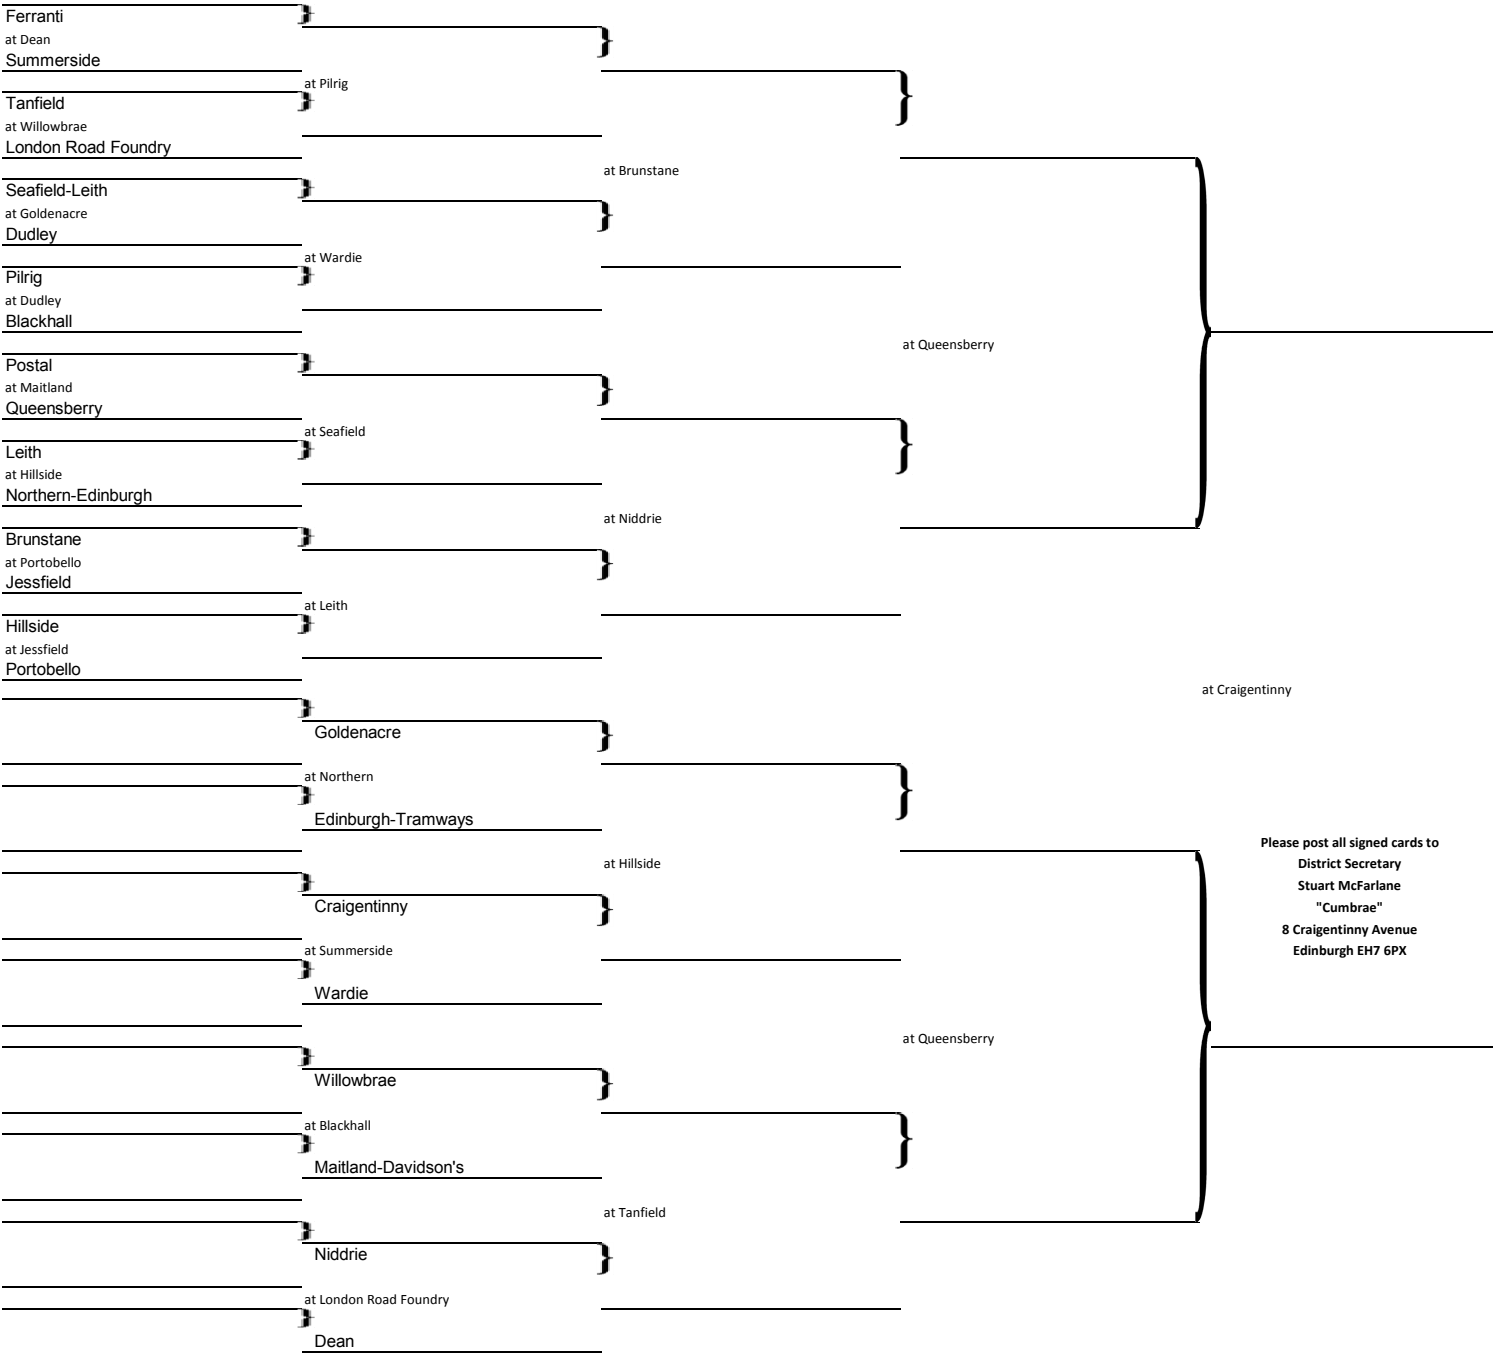 Ferranti
at Dean
Summerside
at Pilrig
Tanfield
at Willowbrae
London Road Foundry
at Brunstane
Seafield-Leith
at Goldenacre
Dudley
at Wardie
Pilrig
at Dudley
Blackhall
at Queensberry
Postal
at Maitland
Queensberry
at Seafield
Leith
at Hillside
Northern-Edinburgh
at Niddrie
Brunstane
at Portobello
Jessfield
at Leith
Hillside
at Jessfield
Portobello
at Craigentinny
Goldenacre
at Northern
Edinburgh-Tramways
at Hillside
Craigentinny
at Summerside
Wardie
at Queensberry
Willowbrae
at Blackhall
Maitland-Davidson's
at Tanfield
Niddrie
at London Road Foundry
Dean
Please post all signed cards to
District Secretary
Stuart McFarlane
"Cumbrae"
8 Craigentinny Avenue
Edinburgh EH7 6PX